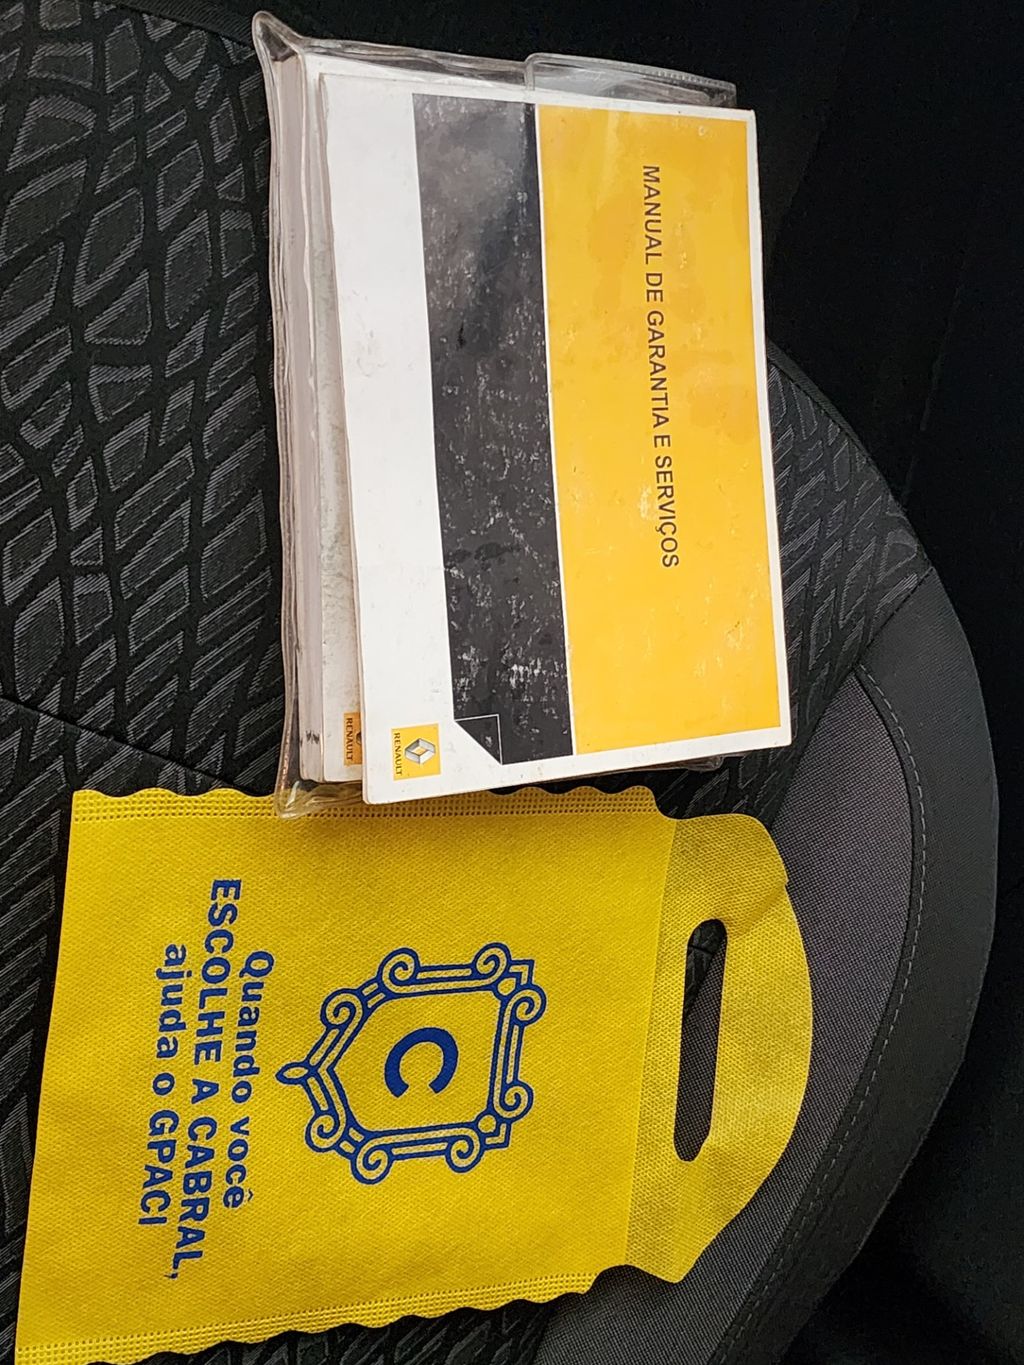 MANUAL DE GARANTIA E SERVIÇOS
RENAULT
RENAULT
C
Quando você
ESCOLHE A CABRAL,
ajuda o GPACI